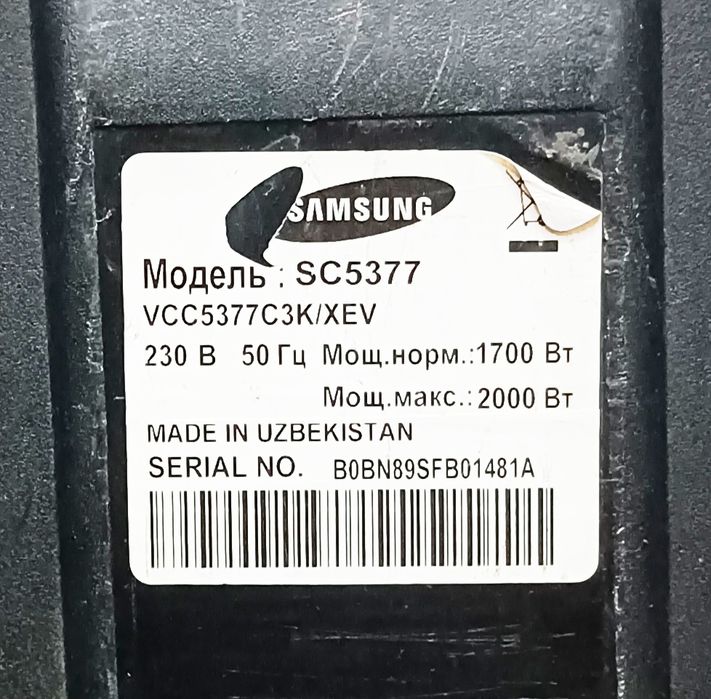 SAMSUNG
Модель : SC5377
VCC5377C3K/XEV
230 В 50 Гц Мощ.норм.:1700 Вт
Мощ.макс.: 2000 Вт
MADE IN UZBEKISTAN
SERIAL NO. B0BN89SFB01481A